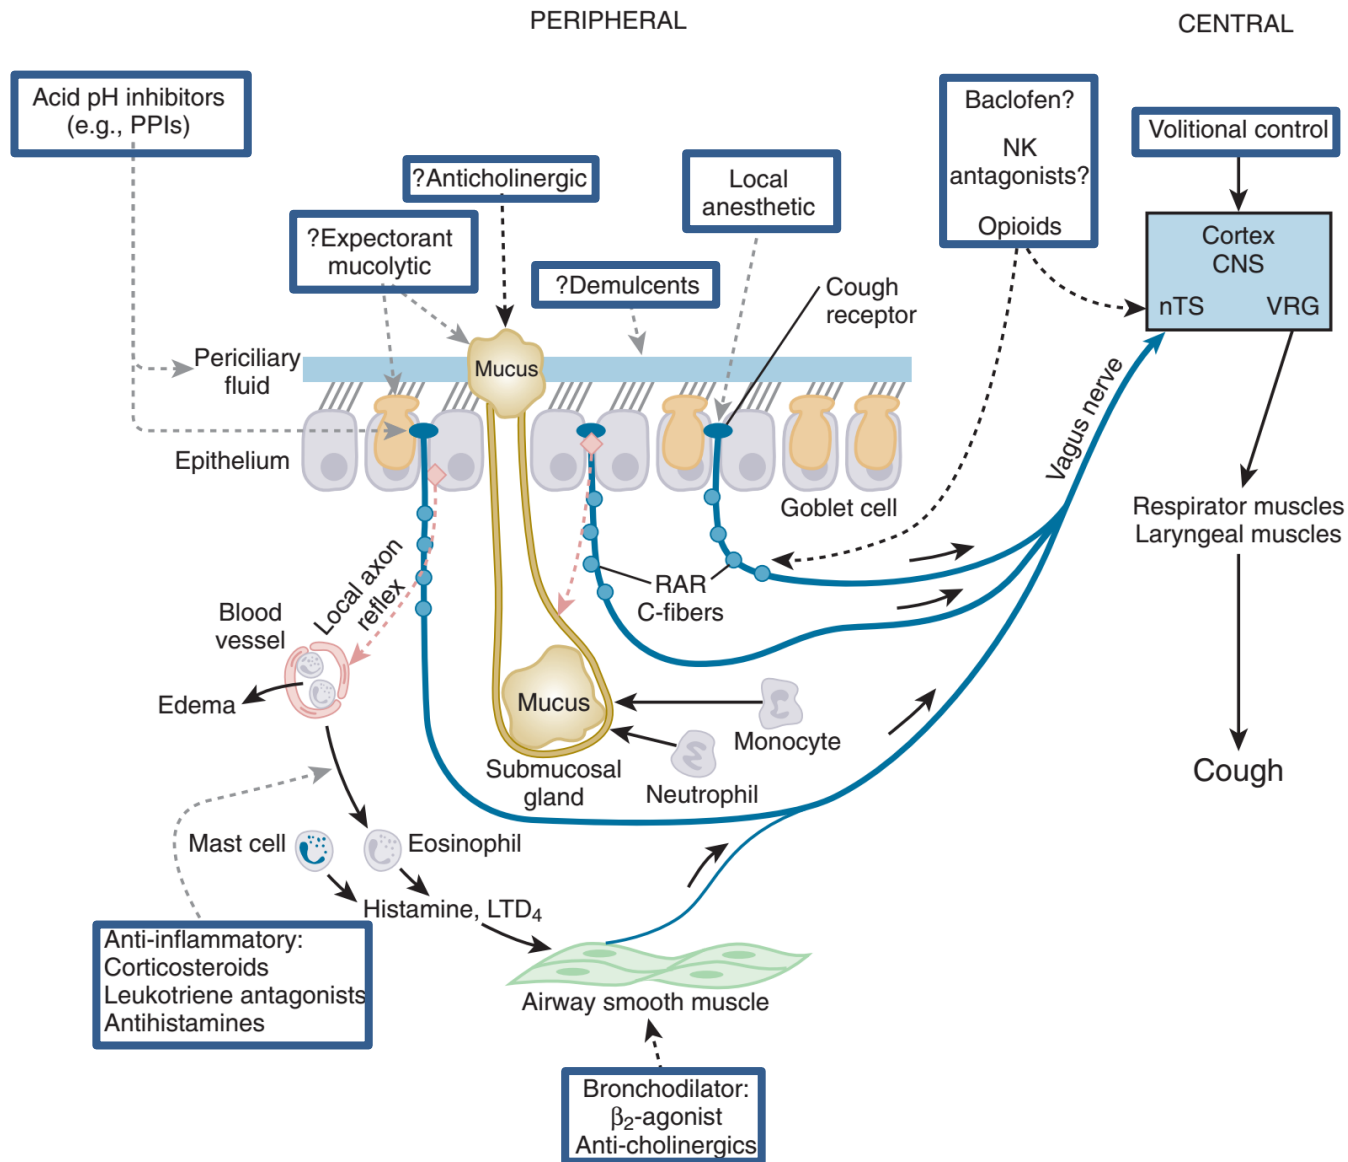 PERIPHERAL
CENTRAL
Acid pH inhibitors
(e.g., PPIs)
?Anticholinergic
?Expectorant
mucolytic
Local
anesthetic
?Demulcents
Baclofen?
NK
antagonists?
Opioids
Volitional control
Cortex
CNS
nTS
VRG
Cough
receptor
Periciliary
fluid
Mucus
Epithelium
Goblet cell
Vagus nerve
Respirator muscles
Laryngeal muscles
Cough
RAR
C-fibers
Local axon
reflex
Blood
vessel
Edema
Mucus
Monocyte
Neutrophil
Submucosal
gland
Mast cell
Eosinophil
Histamine, LTD₄
Anti-inflammatory:
Corticosteroids
Leukotriene antagonists
Antihistamines
Airway smooth muscle
Bronchodilator:
β₂-agonist
Anti-cholinergics